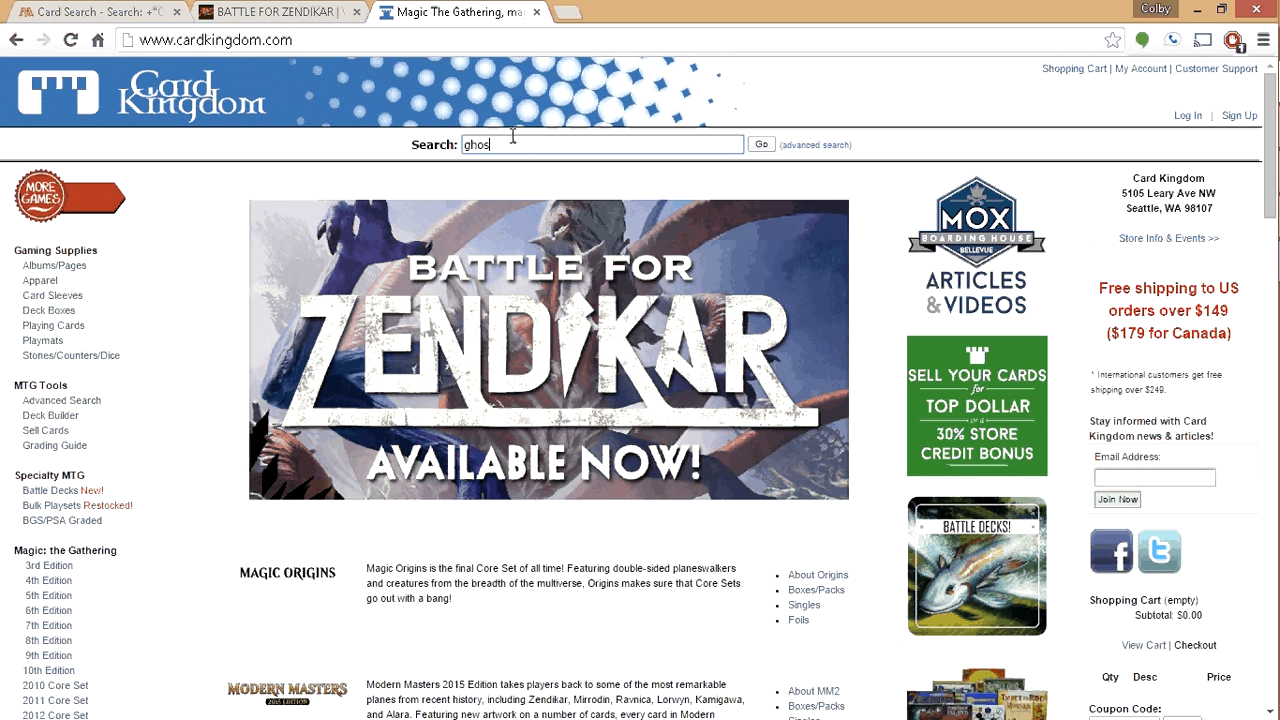 Card Search - Search: +"C
BATTLE FOR ZENDIKAR |
Magic The Gathering, ma
Colby
www.cardkingdom.com
Card Kingdom
Shopping Cart | My Account | Customer Support
Log In | Sign Up
Search: ghos Go (advanced search)
MORE GAMES
Gaming Supplies
Albums/Pages
Apparel
Card Sleeves
Deck Boxes
Playing Cards
Playmats
Stones/Counters/Dice
MTG Tools
Advanced Search
Deck Builder
Sell Cards
Grading Guide
Specialty MTG
Battle Decks New!
Bulk Playsets Restocked!
BGS/PSA Graded
Magic: the Gathering
3rd Edition
4th Edition
5th Edition
6th Edition
7th Edition
8th Edition
9th Edition
10th Edition
2010 Core Set
2011 Core Set
2012 Core Set
BATTLE FOR
ZENDIKAR
AVAILABLE NOW!
MAGIC ORIGINS
Magic Origins is the final Core Set of all time! Featuring double-sided planeswalkers
and creatures from the breadth of the multiverse, Origins makes sure that Core Sets
go out with a bang!
About Origins
Boxes/Packs
Singles
Foils
MODERN MASTERS
2015 EDITION
Modern Masters 2015 Edition takes players back to some of the most remarkable
planes from recent history, including Zendikar, Mirrodin, Ravnica, Lorwyn, Kamigawa,
and Alara. Featuring new artwork on a number of cards, every card in Modern
About MM2
Boxes/Packs
Singles
MOX
BOARDING HOUSE
BELLEVUE
ARTICLES
& VIDEOS
SELL YOUR CARDS
for
TOP DOLLAR
or a
30% STORE
CREDIT BONUS
BATTLE DECKS!
Card Kingdom
5105 Leary Ave NW
Seattle, WA 98107
Store Info & Events >>
Free shipping to US
orders over $149
($179 for Canada)
* International customers get free
shipping over $249.
Stay informed with Card
Kingdom news & articles!
Email Address:
Join Now
Shopping Cart (empty)
Subtotal: $0.00
View Cart | Checkout
Qty Desc Price
Coupon Code: